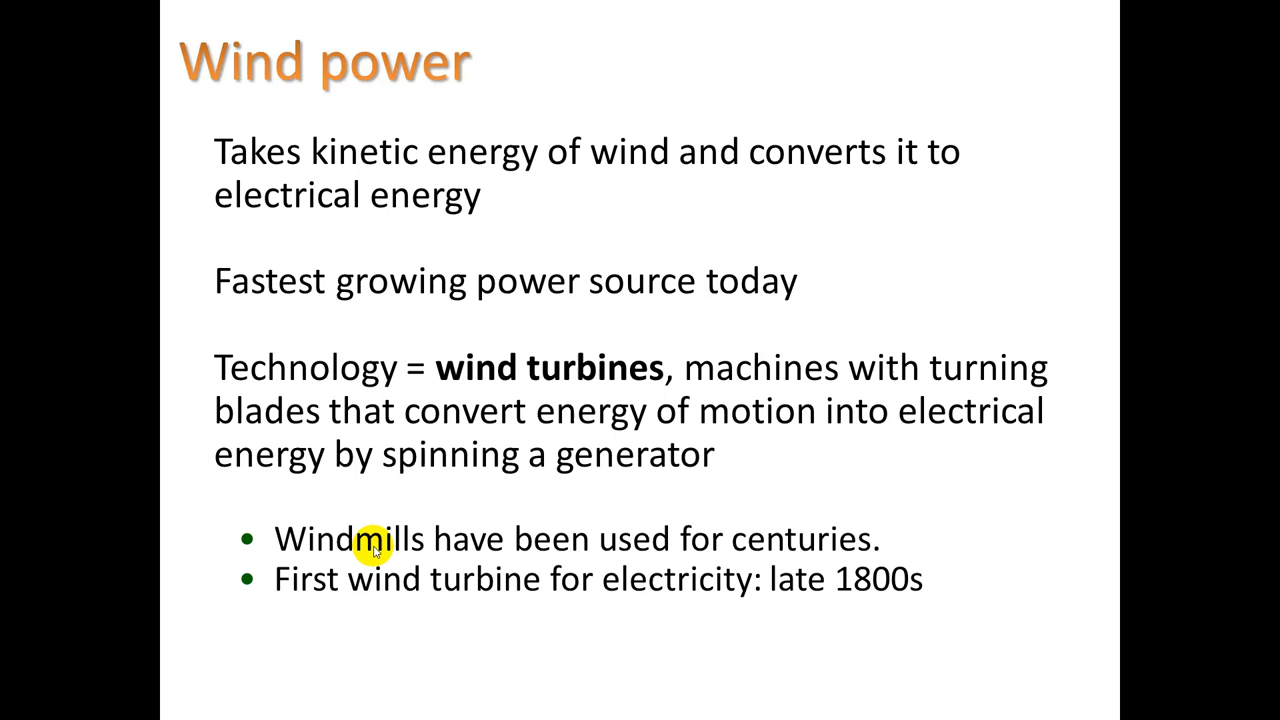 Wind power
Takes kinetic energy of wind and converts it to
electrical energy
Fastest growing power source today
Technology = wind turbines, machines with turning
blades that convert energy of motion into electrical
energy by spinning a generator
• Windmills have been used for centuries.
• First wind turbine for electricity: late 1800s